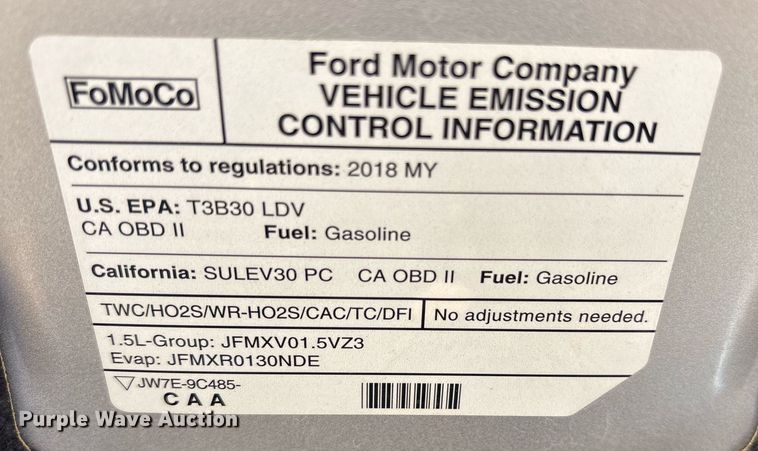 FoMoCo
Ford Motor Company
VEHICLE EMISSION
CONTROL INFORMATION
Conforms to regulations: 2018 MY
U.S. EPA: T3B30 LDV
CA OBD II Fuel: Gasoline
California: SULEV30 PC CA OBD II Fuel: Gasoline
TWC/HO2S/WR-HO2S/CAC/TC/DFI No adjustments needed.
1.5L-Group: JFMXV01.5VZ3
Evap: JFMXR0130NDE
JW7E-9C485-
CAA
Purple Wave Auction